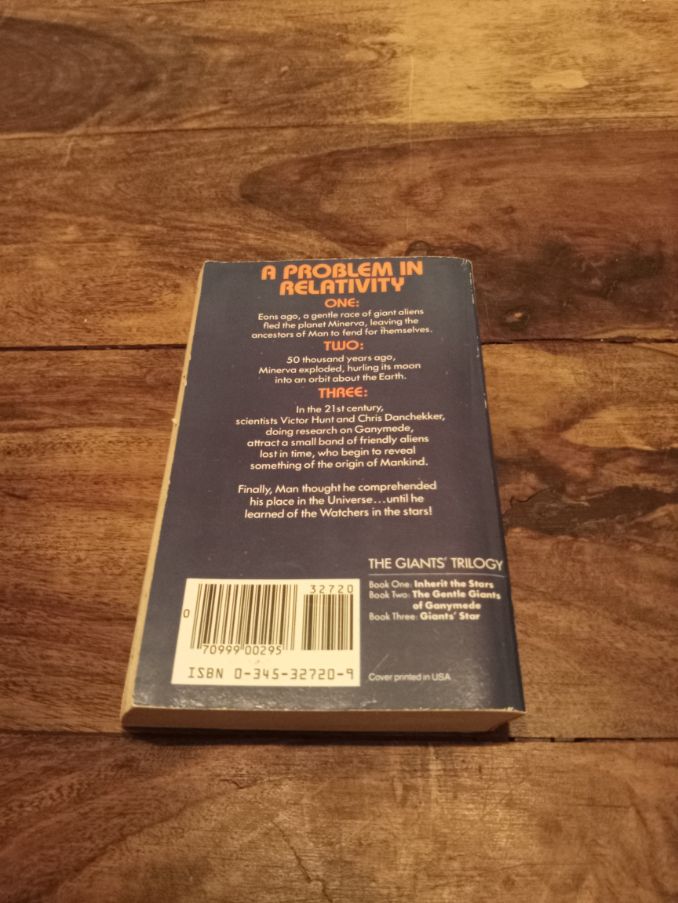 A PROBLEM IN
RELATIVITY
ONE:
Eons ago, a gentle race of giant aliens
fled the planet Minerva, leaving the
ancestors of Man to fend for themselves.
TWO:
50 thousand years ago,
Minerva exploded, hurling its moon
into an orbit about the Earth.
THREE:
In the 21st century,
scientists Victor Hunt and Chris Danchekker,
doing research on Ganymede,
attract a small band of friendly aliens
lost in time, who begin to reveal
something of the origin of Mankind.
Finally, Man thought he comprehended
his place in the Universe...until he
learned of the Watchers in the stars!
THE GIANTS' TRILOGY
Book One: Inherit the Stars
Book Two: The Gentle Giants
of Ganymede
Book Three: Giants' Star
32720
0
70999 00295
ISBN 0-345-32720-9
Cover printed in USA